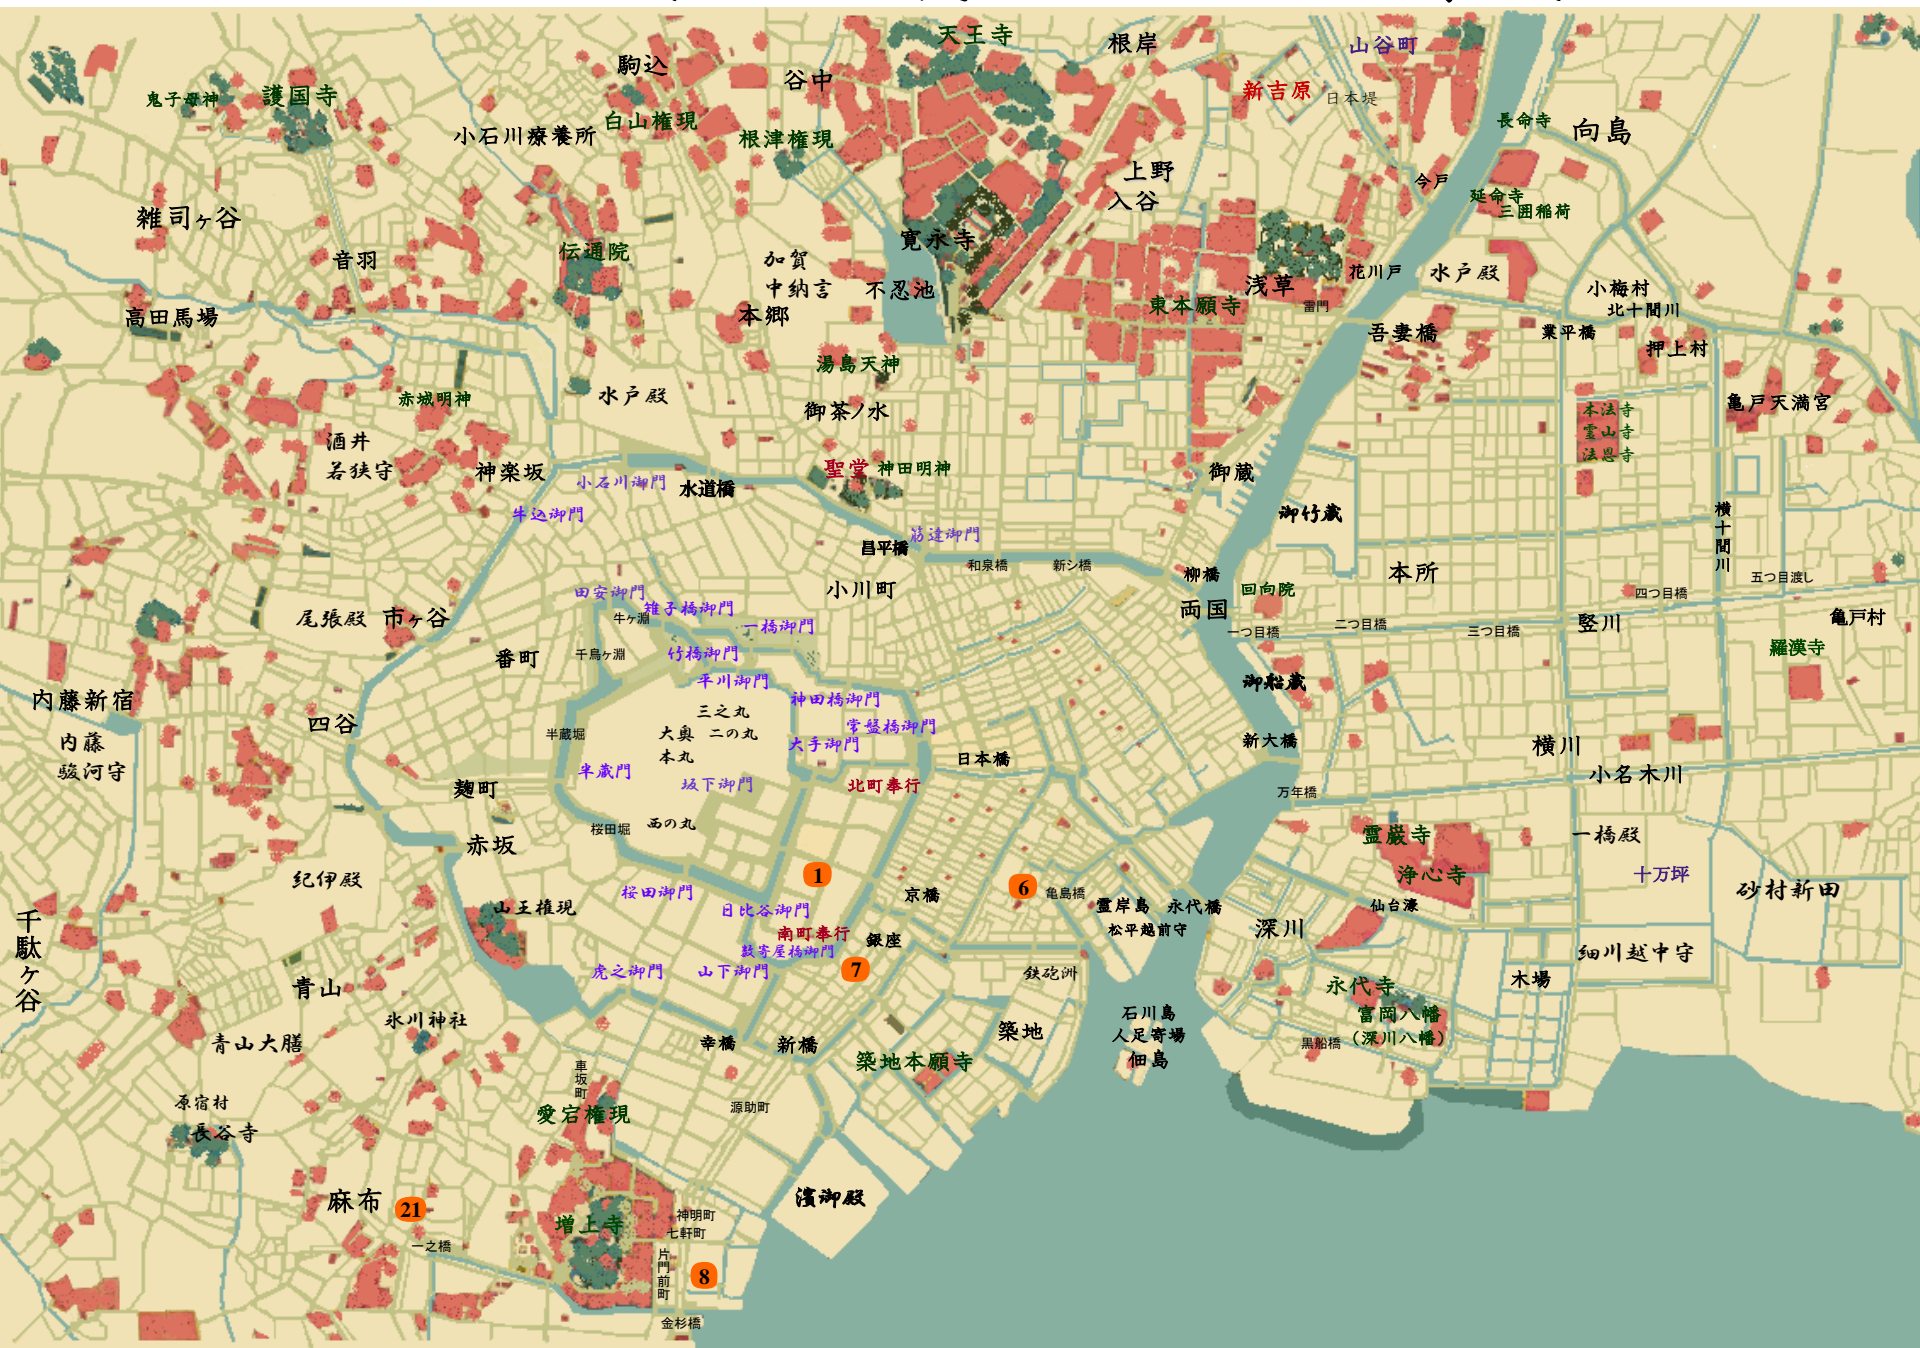 天王寺
根岸
山谷町
駒込
谷中
新吉原
日本堤
鬼子母神
護国寺
白山権現
小石川療養所
根津権現
長命寺
向島
上野
入谷
今戸
延命寺
三囲稲荷
雑司ヶ谷
音羽
伝通院
寛永寺
加賀
中納言
不忍池
本郷
浅草
花川戸
水戸殿
東本願寺
雷門
小梅村
北十間川
高田馬場
吾妻橋
業平橋
押上村
湯島天神
赤城明神
水戸殿
御茶ノ水
亀戸天満宮
本法寺
霊山寺
法恩寺
酒井
若狭守
神楽坂
聖堂
神田明神
御蔵
小石川御門
水道橋
牛込御門
御竹蔵
横十間川
筋違御門
昌平橋
和泉橋
新シ橋
柳橋
本所
五つ目渡し
田安御門
小川町
回向院
四つ目橋
雉子橋御門
牛ヶ淵
一橋御門
両国
尾張殿
市ヶ谷
一つ目橋
二つ目橋
三つ目橋
竪川
亀戸村
番町
千鳥ヶ淵
竹橋御門
羅漢寺
平川御門
御船蔵
内藤新宿
神田橋御門
三之丸
四谷
常盤橋御門
半蔵堀
大奥
二の丸
大手御門
新大橋
横川
内藤
駿河守
本丸
日本橋
半蔵門
坂下御門
北町奉行
小名木川
麹町
万年橋
桜田堀
西の丸
霊巌寺
一橋殿
赤坂
1
浄心寺
十万坪
紀伊殿
桜田御門
京橋
6
亀島橋
砂村新田
山王権現
日比谷御門
霊岸島
永代橋
仙台濠
千駄ヶ谷
南町奉行
銀座
松平越前守
深川
数寄屋橋御門
細川越中守
虎之御門
山下御門
7
鉄砲洲
木場
青山
永代寺
氷川神社
築地
石川島
人足寄場
佃島
富岡八幡
(深川八幡)
黒船橋
青山大膳
幸橋
新橋
築地本願寺
車坂町
原宿村
愛宕権現
源助町
長谷寺
麻布
21
濱御殿
増上寺
神明町
七軒町
一之橋
片門前町
8
金杉橋